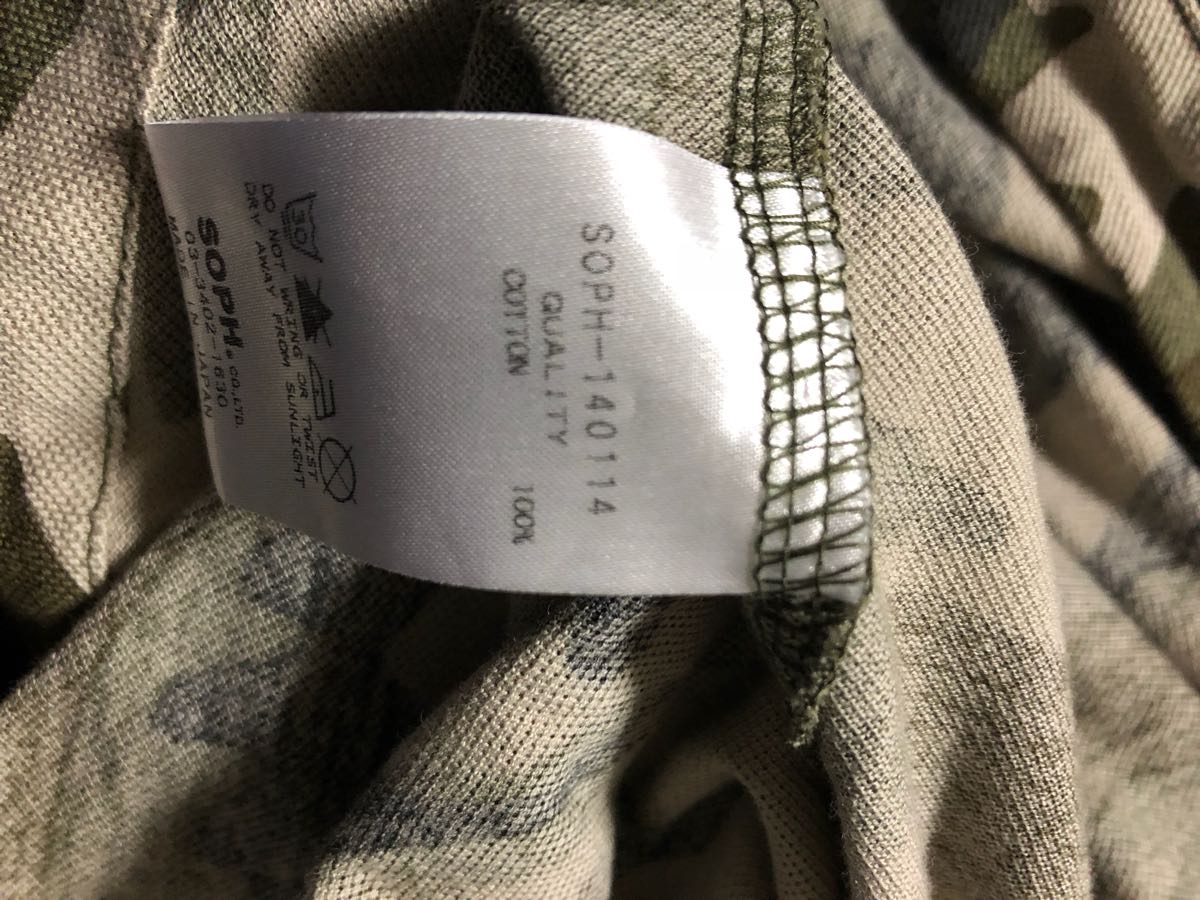 SOPH-140114
QUALITY
COTTON 100%
30
DO NOT WRING OR TWIST
DRY AWAY FROM SUNLIGHT
SOPH. CO.,LTD.
03-3402-1830
MADE IN JAPAN